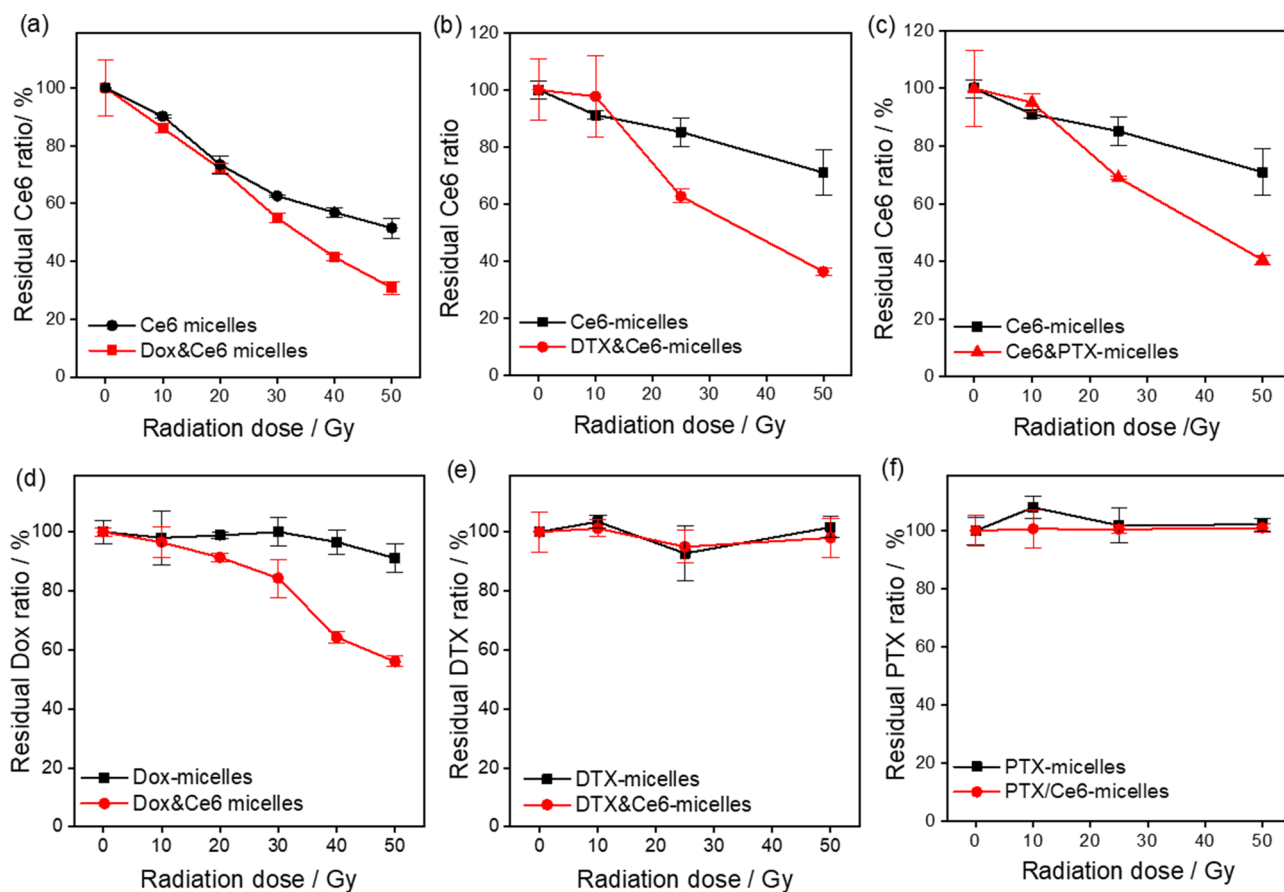 (a)
Residual Ce6 ratio/ %
100
80
60
40
20
0
Ce6 micelles
Dox&Ce6 micelles
0 10 20 30 40 50
Radiation dose / Gy
(b)
Residual Ce6 ratio
120
100
80
60
40
20
0
Ce6-micelles
DTX&Ce6-micelles
0 10 20 30 40 50
Radiation dose / Gy
(c)
Residual Ce6 ratio / %
120
100
80
60
40
20
0
Ce6-micelles
Ce6&PTX-micelles
0 10 20 30 40 50
Radiation dose /Gy
(d)
Residual Dox ratio / %
100
80
60
40
20
0
Dox-micelles
Dox&Ce6 micelles
0 10 20 30 40 50
Radiation dose / Gy
(e)
Residual DTX ratio / %
100
80
60
40
20
0
DTX-micelles
DTX&Ce6-micelles
0 10 20 30 40 50
Radiation dose / Gy
(f)
Residual PTX ratio / %
100
80
60
40
20
0
PTX-micelles
PTX/Ce6-micelles
0 10 20 30 40 50
Radiation dose / Gy